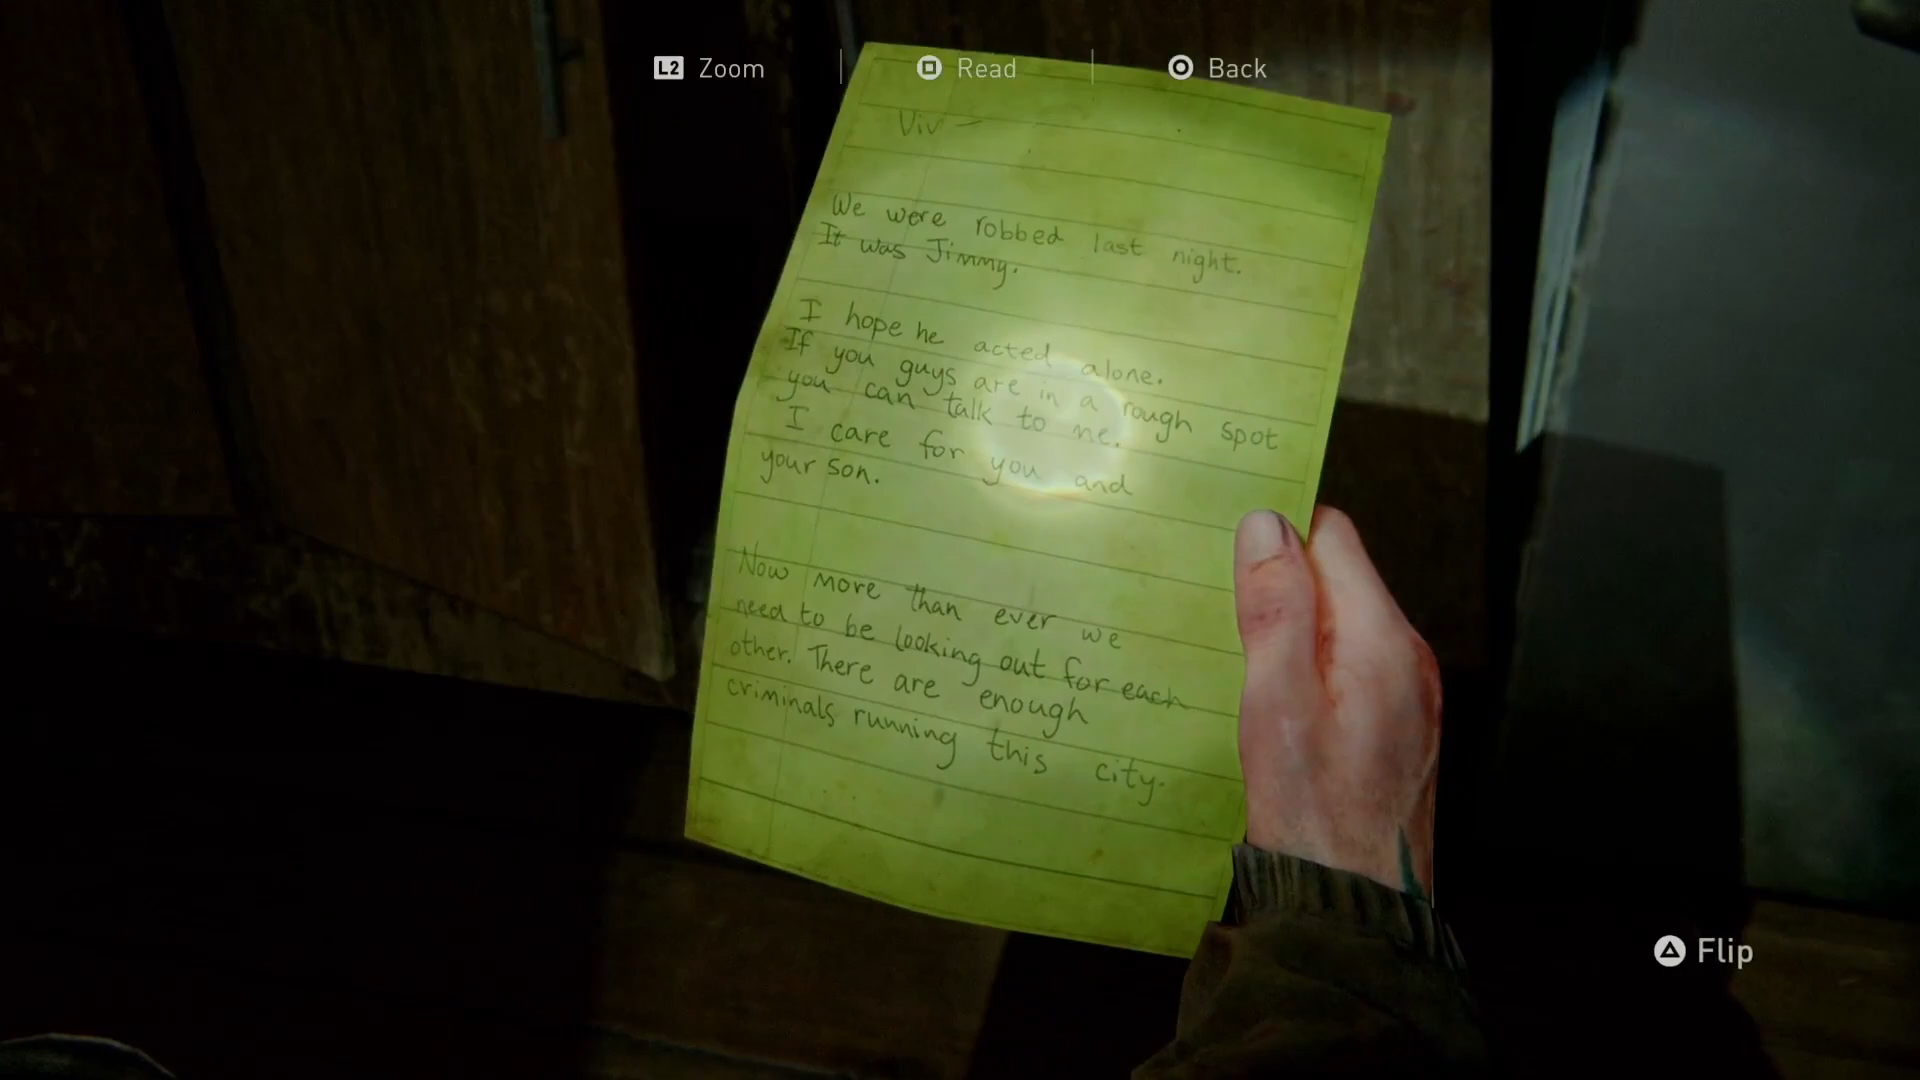 L2 Zoom
Read
Back
Viv —
We were robbed last night.
It was Jimmy.
I hope he acted alone.
If you guys are in a rough spot
you can talk to me.
I care for you and
your son.
Now more than ever we
need to be looking out for each
other. There are enough
criminals running this city.
Flip